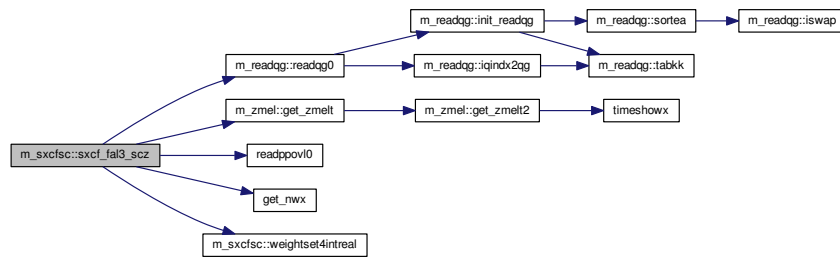 m_readqg::init_readqg
m_readqg::sortea
m_readqg::iswap
m_readqg::readqg0
m_readqg::iqindx2qg
m_readqg::tabkk
m_zmel::get_zmelt
m_zmel::get_zmelt2
timeshowx
m_sxcfsc::sxcf_fal3_scz
readppovl0
get_nwx
m_sxcfsc::weightset4intreal